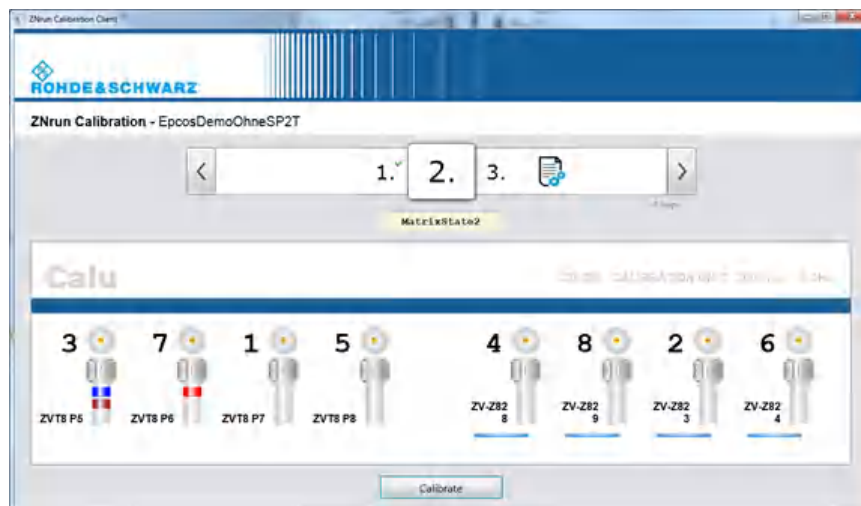 ZNrun Calibration Client
ROHDE&SCHWARZ
ZNrun Calibration - EpcosDemoOhneSP2T
< 1. 2. 3. >
MatrixState2
Calu
3 7 1 5 4 8 2 6
ZVT8 P5 ZVT8 P6 ZVT8 P7 ZVT8 P8 ZV-Z82 ZV-Z82 ZV-Z82 ZV-Z82
8 9 3 4
Calibrate